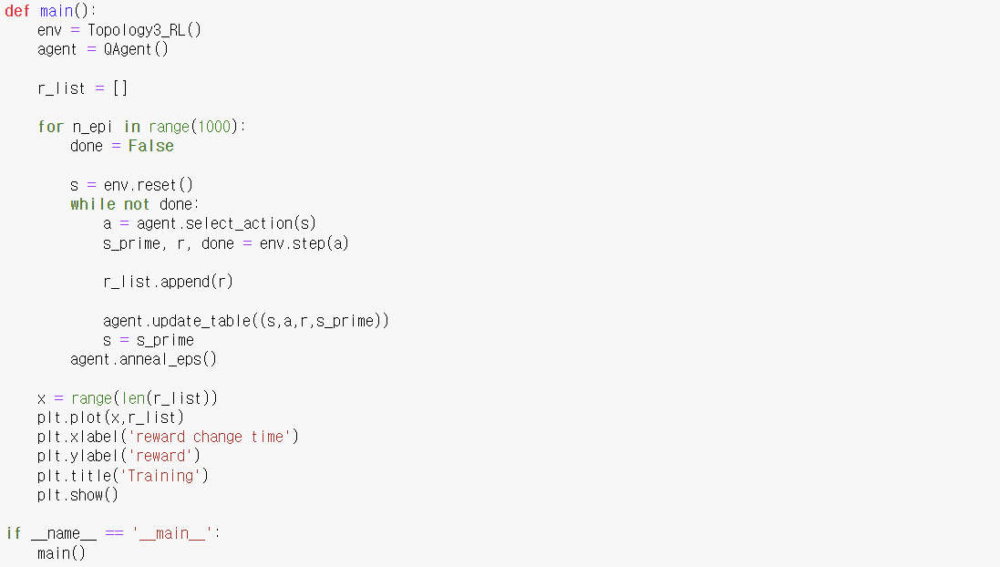 def main():
    env = Topology3_RL()
    agent = QAgent()

    r_list = []

    for n_epi in range(1000):
        done = False

        s = env.reset()
        while not done:
            a = agent.select_action(s)
            s_prime, r, done = env.step(a)

            r_list.append(r)

            agent.update_table((s,a,r,s_prime))
            s = s_prime
        agent.anneal_eps()

    x = range(len(r_list))
    plt.plot(x,r_list)
    plt.xlabel('reward change time')
    plt.ylabel('reward')
    plt.title('Training')
    plt.show()

if __name__ == '__main__':
    main()